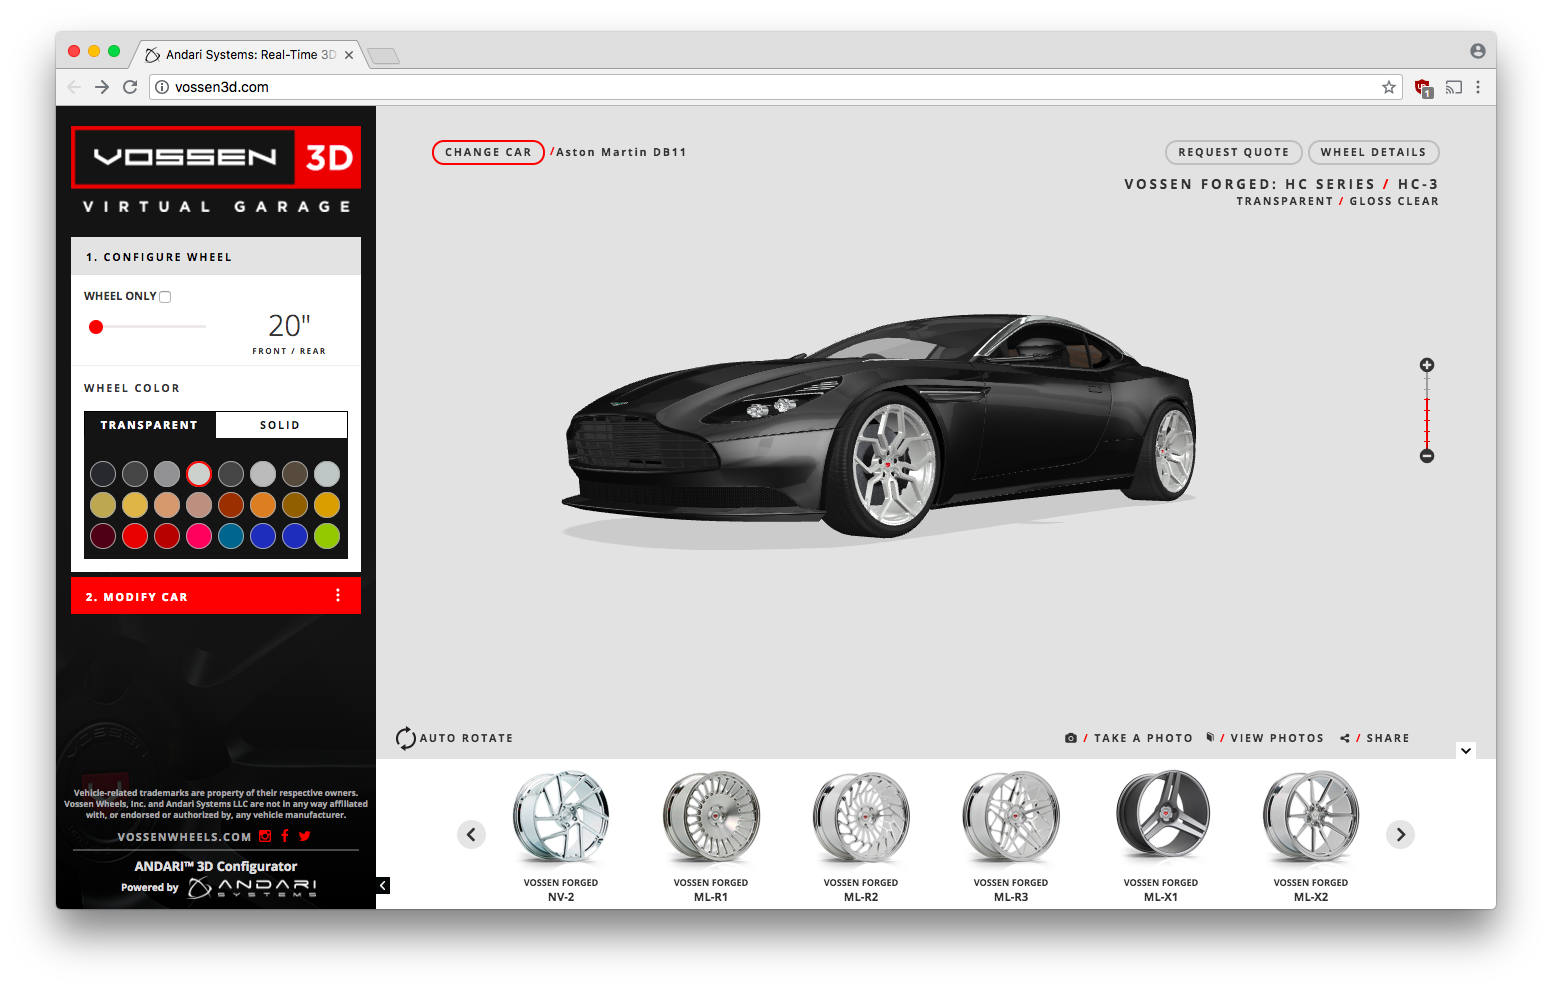 Andari Systems: Real-Time 3D
vossen3d.com
1
VOSSEN 3D
VIRTUAL GARAGE
CHANGE CAR /Aston Martin DB11
REQUEST QUOTE WHEEL DETAILS
VOSSEN FORGED: HC SERIES / HC-3
TRANSPARENT / GLOSS CLEAR
1. CONFIGURE WHEEL
WHEEL ONLY
20"
FRONT / REAR
WHEEL COLOR
TRANSPARENT SOLID
2. MODIFY CAR
AUTO ROTATE
/ TAKE A PHOTO / VIEW PHOTOS / SHARE
Vehicle-related trademarks are property of their respective owners.
Vossen Wheels, Inc. and Andari Systems LLC are not in any way affiliated
with, or endorsed or authorized by, any vehicle manufacturer.
VOSSENWHEELS.COM
ANDARI™ 3D Configurator
Powered by ANDARI
SYSTEMS
VOSSEN FORGED
NV-2
VOSSEN FORGED
ML-R1
VOSSEN FORGED
ML-R2
VOSSEN FORGED
ML-R3
VOSSEN FORGED
ML-X1
VOSSEN FORGED
ML-X2